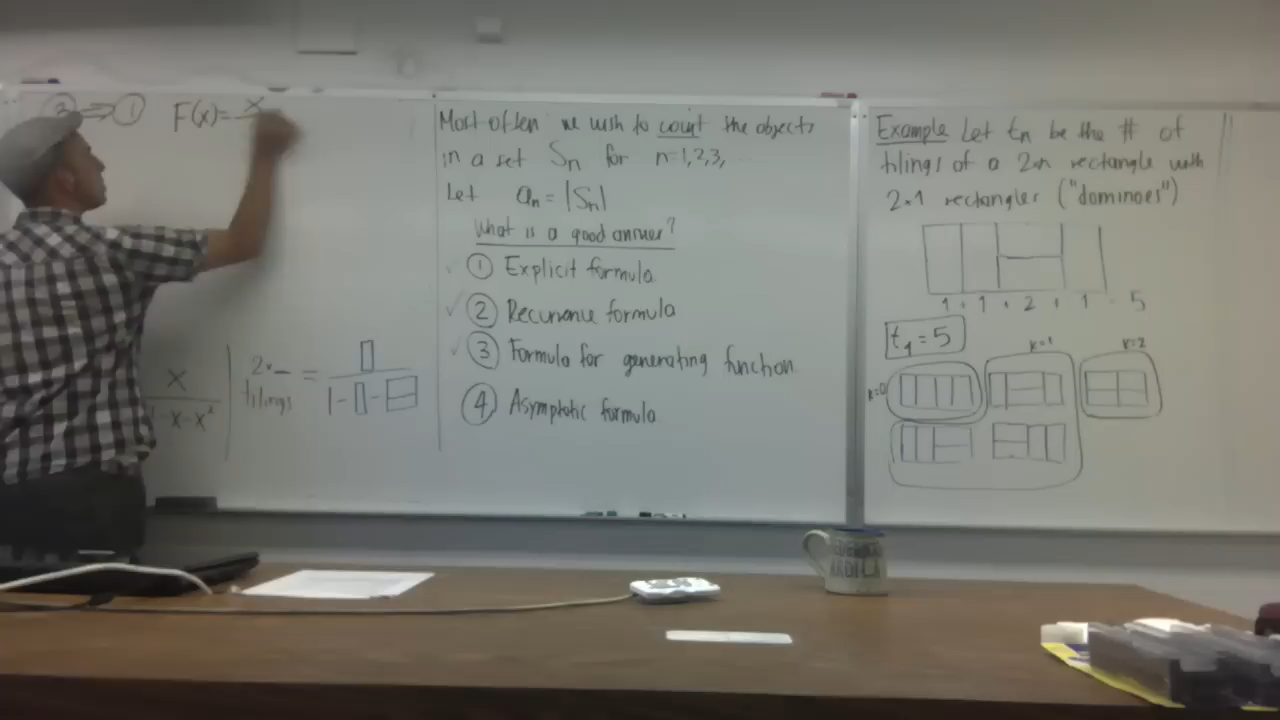 ③ ⇒ ① F(x)= x
x
1-x-x²
2×_
tilings =
1- -
Most often we wish to count the objects
in a set Sn for n=1,2,3,
Let an = |Sn|
What is a good answer?
① Explicit formula
② Recurrence formula
③ Formula for generating function
④ Asymptotic formula
Example Let tn be the # of
tilings of a 2×n rectangle with
2×1 rectangles ("dominoes")
1 + 1 + 2 + 1 = 5
t4 = 5
k=0
k=1
k=2
ARDILA